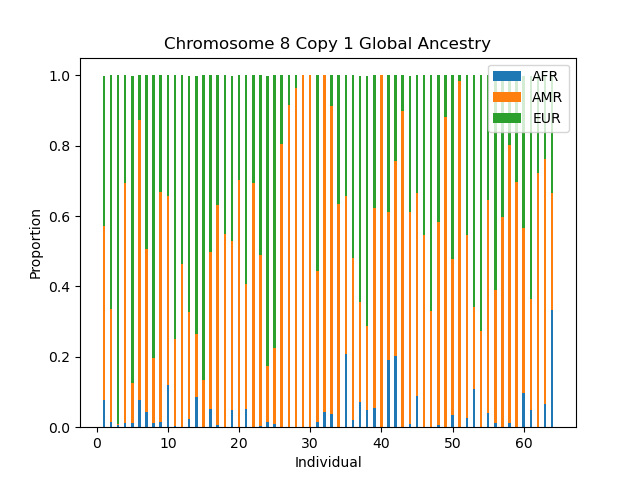 Chromosome 8 Copy 1 Global Ancestry
AFR
AMR
EUR
1.0
0.8
0.6
0.4
0.2
0.0
Proportion
0 10 20 30 40 50 60
Individual